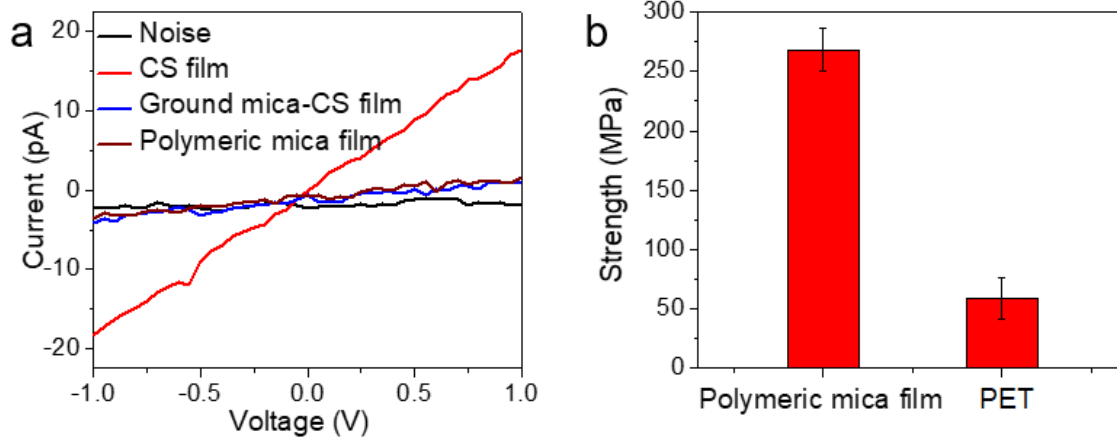 a
Noise
CS film
Ground mica-CS film
Polymeric mica film
Current (pA)
20
10
0
-10
-20
-1.0 -0.5 0.0 0.5 1.0
Voltage (V)
b
Strength (MPa)
300
250
200
150
100
50
0
Polymeric mica film PET